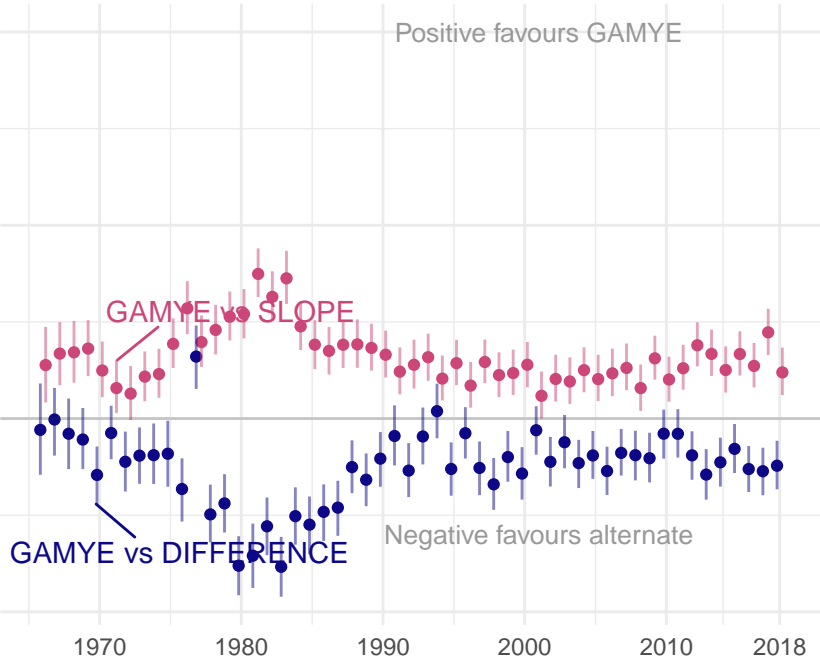 Positive favours GAMYE
GAMYE vs SLOPE
Negative favours alternate
GAMYE vs DIFFERENCE
1970 1980 1990 2000 2010 2018